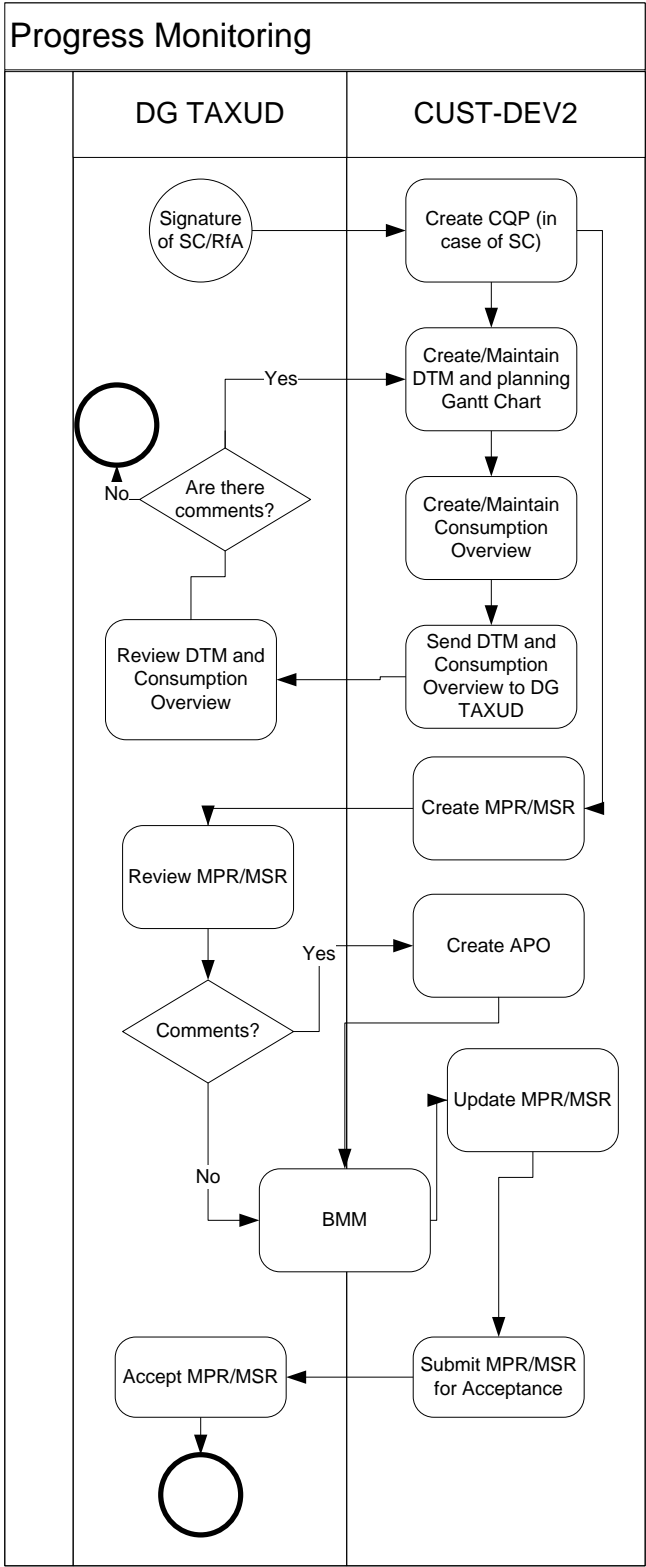 Progress Monitoring
DG TAXUD
CUST-DEV2
Signature
of SC/RfA
Create CQP (in
case of SC)
Create/Maintain
DTM and planning
Gantt Chart
Yes
Are there
comments?
No
Create/Maintain
Consumption
Overview
Review DTM and
Consumption
Overview
Send DTM and
Consumption
Overview to DG
TAXUD
Create MPR/MSR
Review MPR/MSR
Create APO
Yes
Comments?
Update MPR/MSR
No
BMM
Accept MPR/MSR
Submit MPR/MSR
for Acceptance